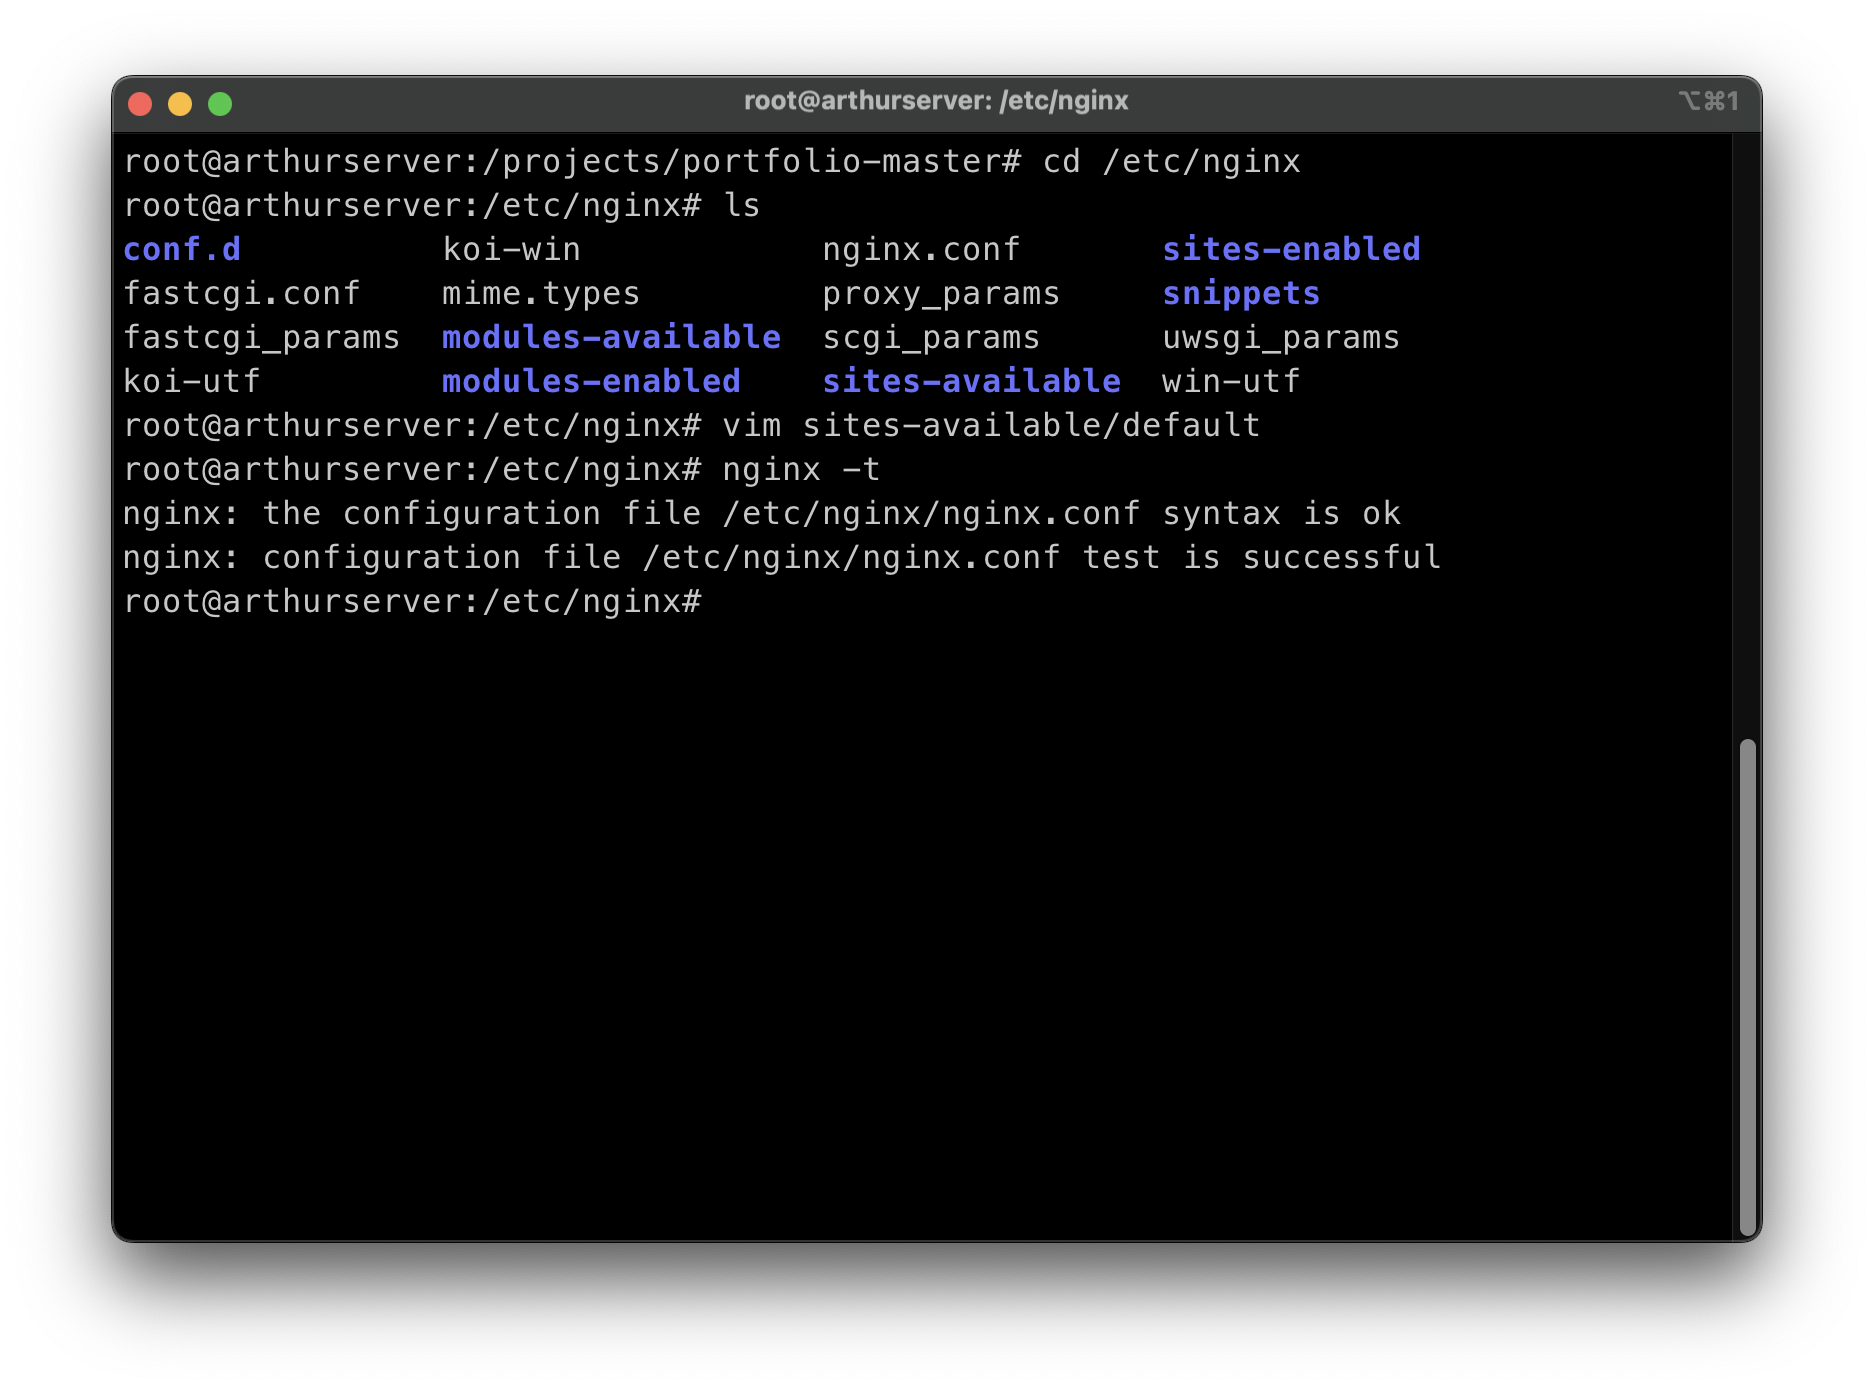 root@arthurserver: /etc/nginx ⌥⌘1
root@arthurserver:/projects/portfolio-master# cd /etc/nginx
root@arthurserver:/etc/nginx# ls
conf.d koi-win nginx.conf sites-enabled
fastcgi.conf mime.types proxy_params snippets
fastcgi_params modules-available scgi_params uwsgi_params
koi-utf modules-enabled sites-available win-utf
root@arthurserver:/etc/nginx# vim sites-available/default
root@arthurserver:/etc/nginx# nginx -t
nginx: the configuration file /etc/nginx/nginx.conf syntax is ok
nginx: configuration file /etc/nginx/nginx.conf test is successful
root@arthurserver:/etc/nginx#